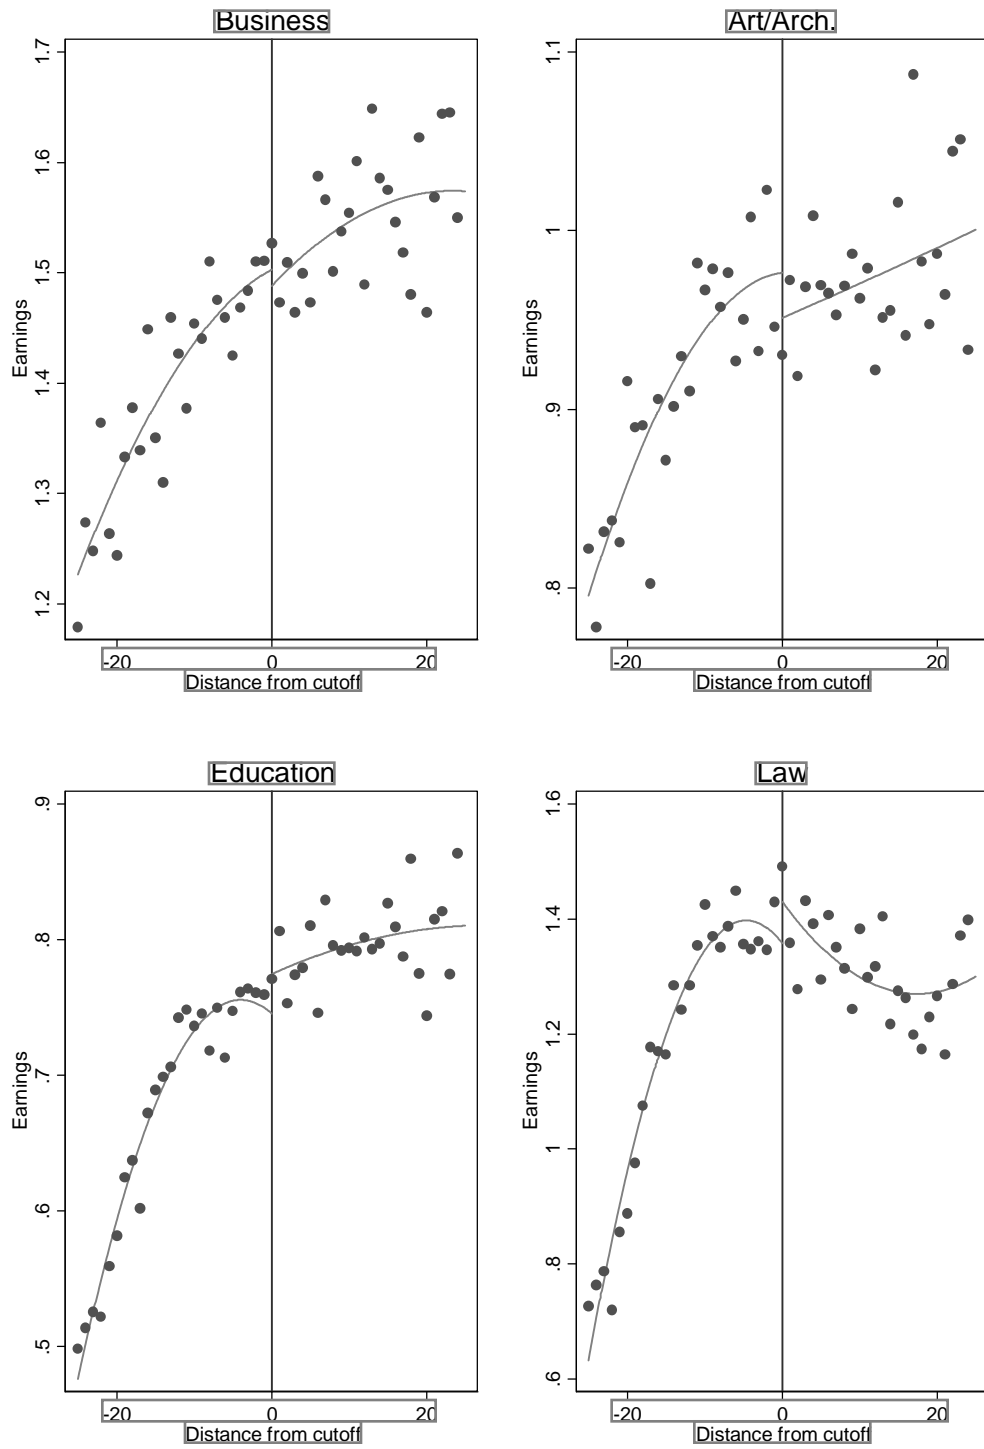 Business
1.7
1.6
1.5
1.4
1.3
1.2
Earnings
-20 0 20
Distance from cutoff
Art/Arch.
1.1
1
.9
.8
Earnings
-20 0 20
Distance from cutoff
Education
.9
.8
.7
.6
.5
Earnings
-20 0 20
Distance from cutoff
Law
1.6
1.4
1.2
1
.8
.6
Earnings
-20 0 20
Distance from cutoff